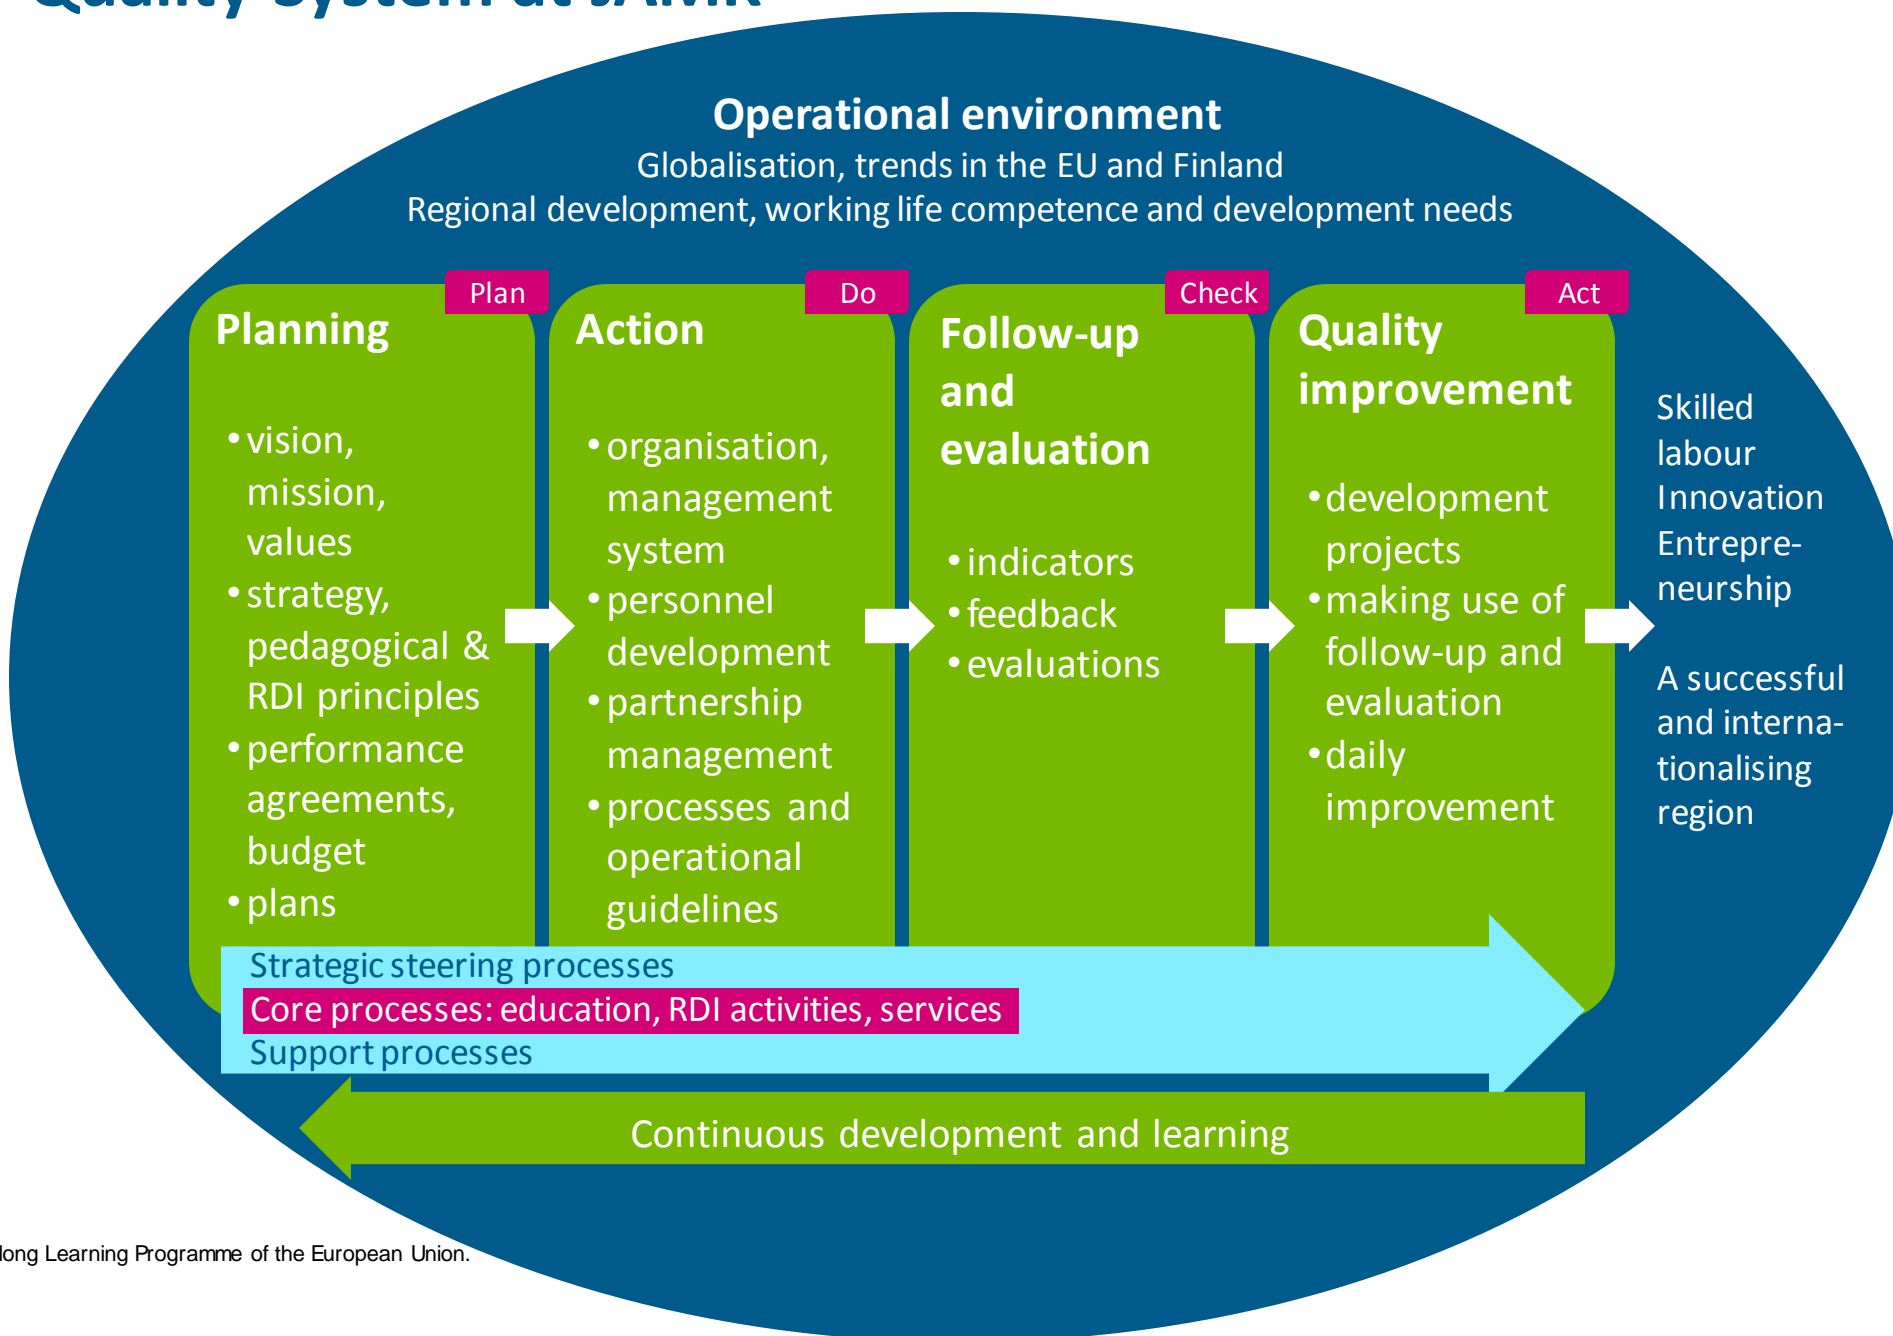 Quality System at JAMK
Operational environment
Globalisation, trends in the EU and Finland
Regional development, working life competence and development needs
Plan
Planning
• vision,
mission,
values
• strategy,
pedagogical &
RDI principles
• performance
agreements,
budget
• plans
Do
Action
• organisation,
management
system
• personnel
development
• partnership
management
• processes and
operational
guidelines
Check
Follow-up
and
evaluation
• indicators
• feedback
• evaluations
Act
Quality
improvement
• development
projects
• making use of
follow-up and
evaluation
• daily
improvement
Skilled
labour
Innovation
Entrepre-
neurship
A successful
and interna-
tionalising
region
Strategic steering processes
Core processes: education, RDI activities, services
Support processes
Continuous development and learning
long Learning Programme of the European Union.